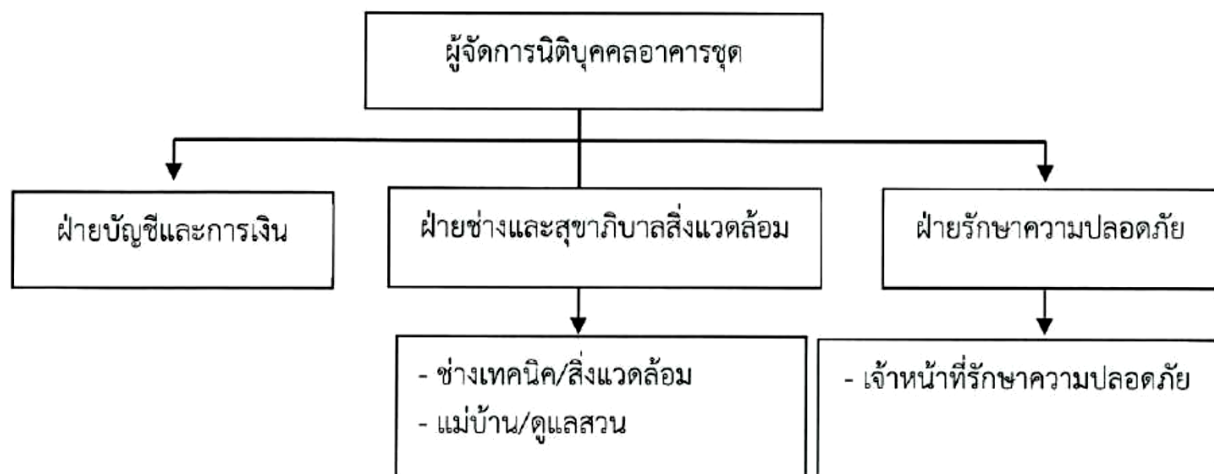 ผู้จัดการนิติบุคคลอาคารชุด
ฝ่ายบัญชีและการเงิน
ฝ่ายช่างและสุขาภิบาลสิ่งแวดล้อม
ฝ่ายรักษาความปลอดภัย
- ช่างเทคนิค/สิ่งแวดล้อม
- แม่บ้าน/ดูแลสวน
- เจ้าหน้าที่รักษาความปลอดภัย